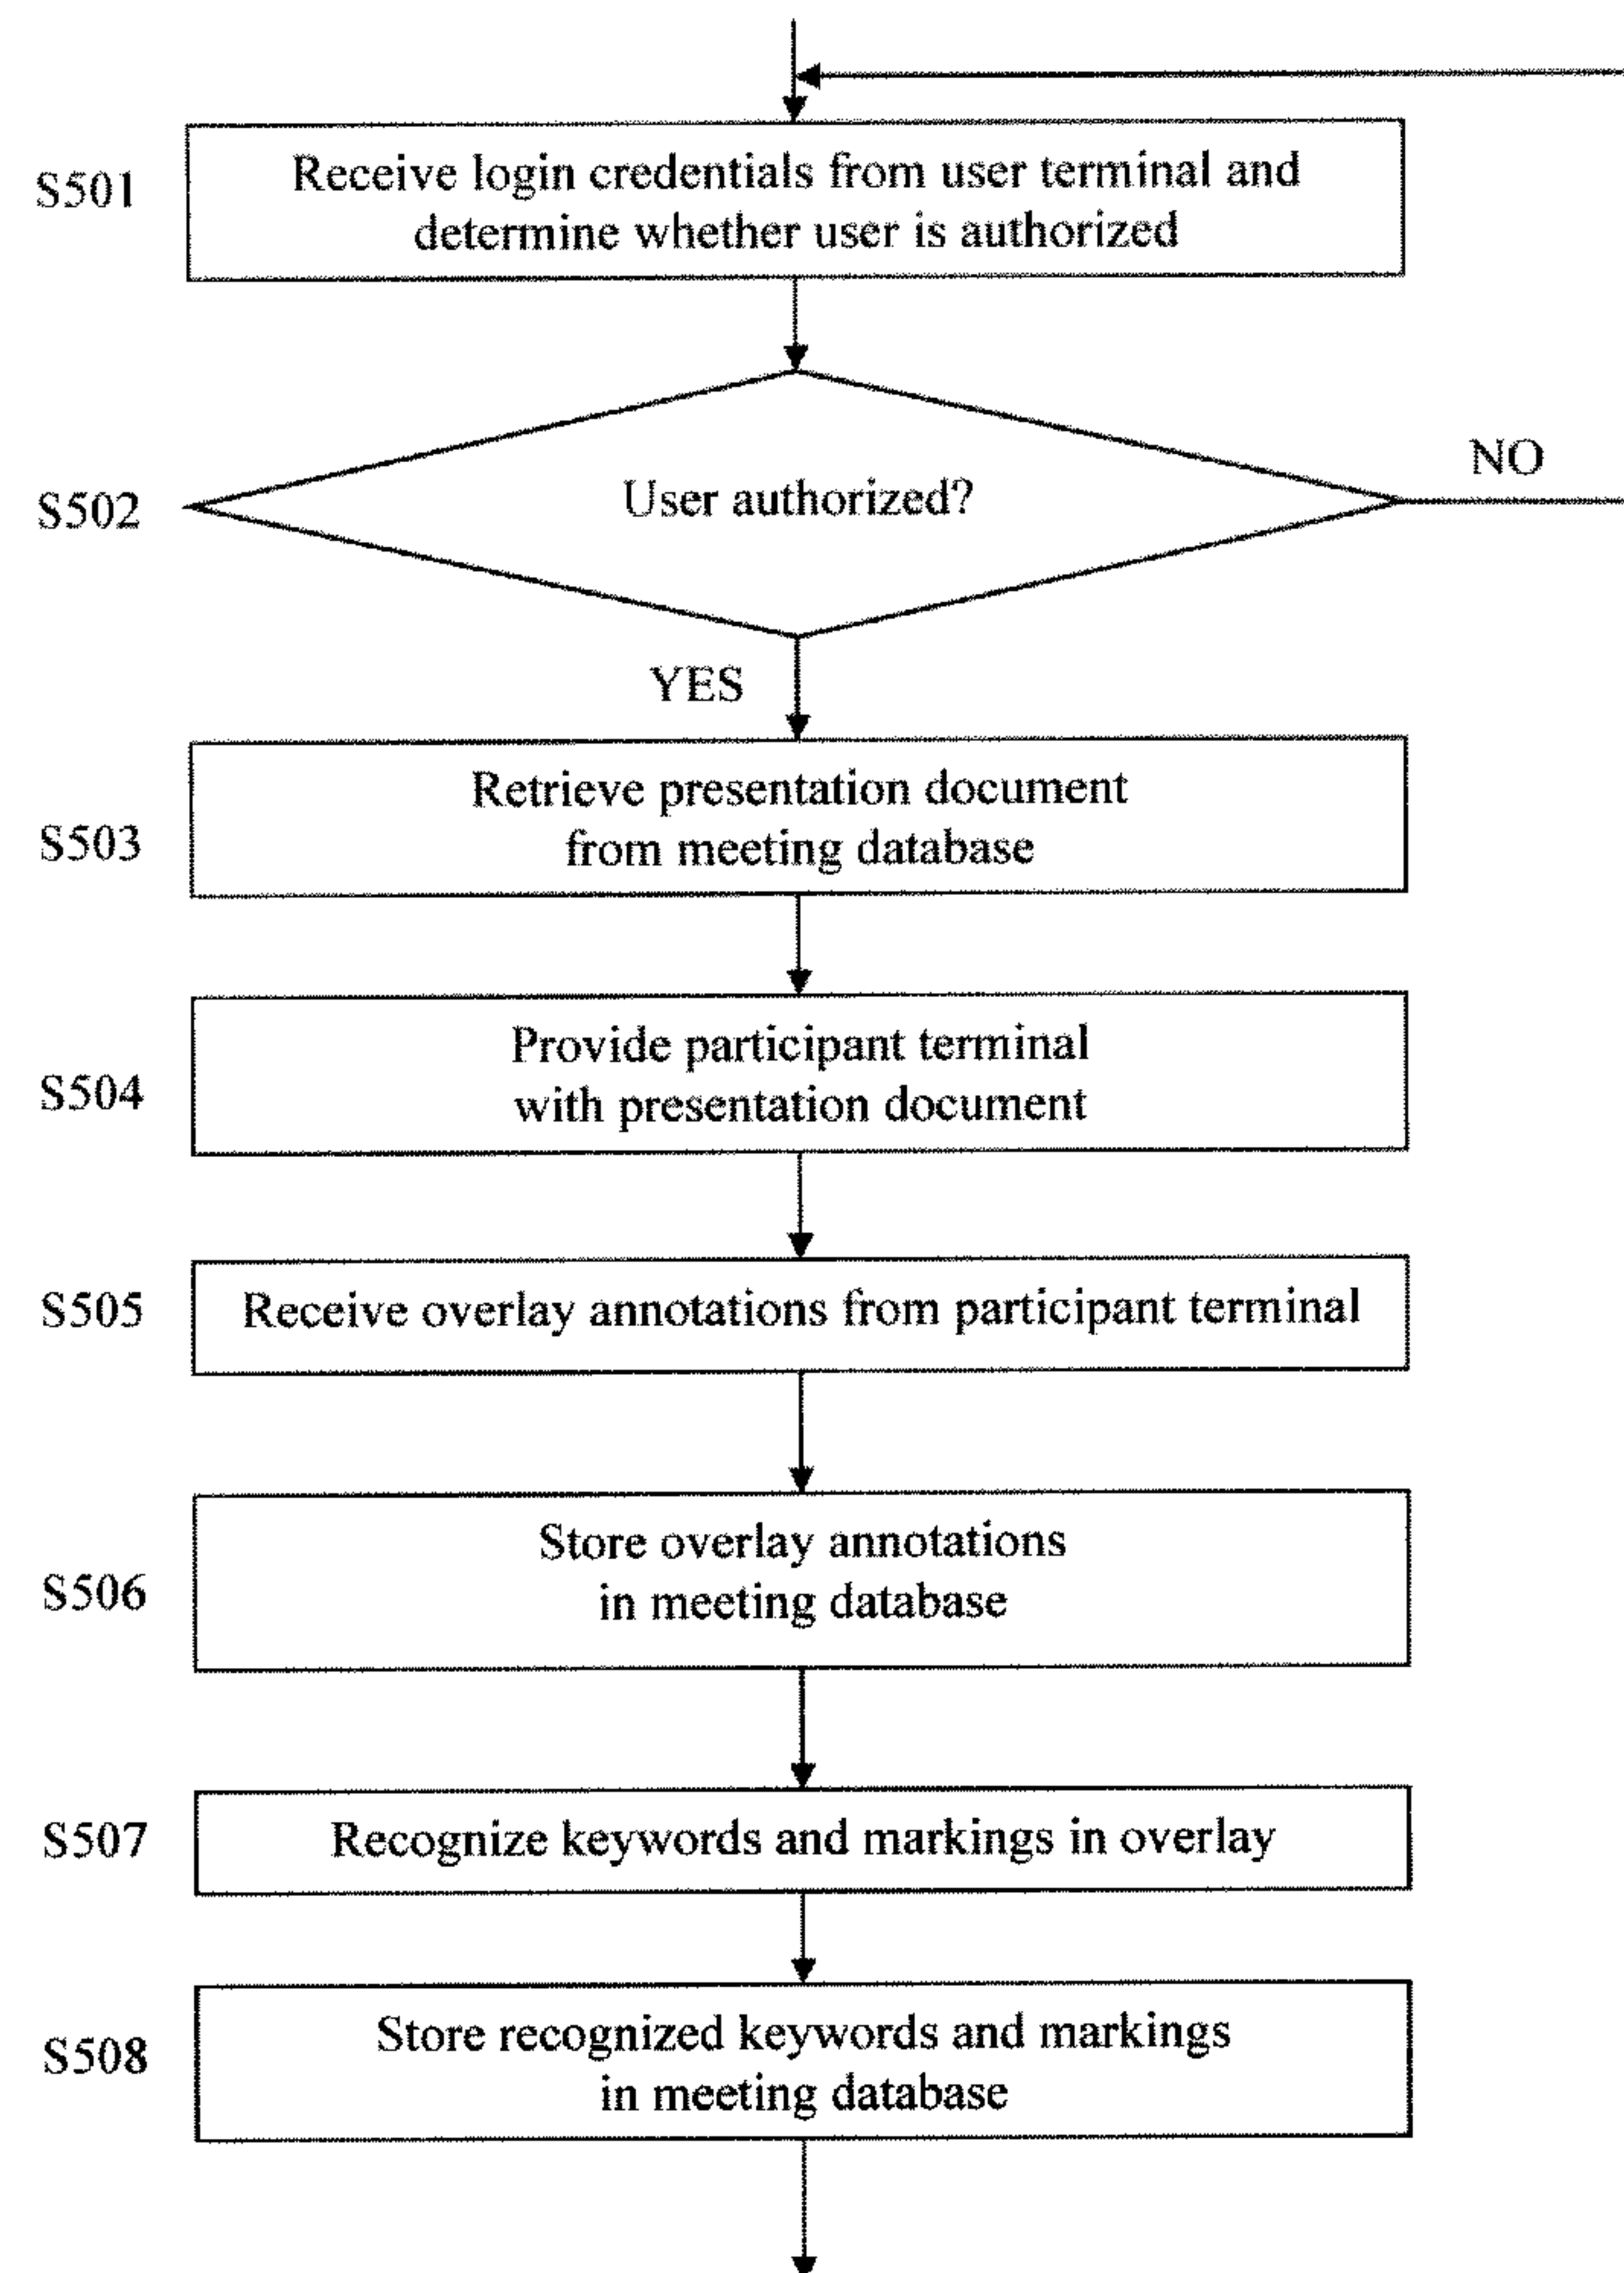 S501
Receive login credentials from user terminal and
determine whether user is authorized
S502
User authorized?
NO
YES
S503
Retrieve presentation document
from meeting database
S504
Provide participant terminal
with presentation document
S505
Receive overlay annotations from participant terminal
S506
Store overlay annotations
in meeting database
S507
Recognize keywords and markings in overlay
S508
Store recognized keywords and markings
in meeting database